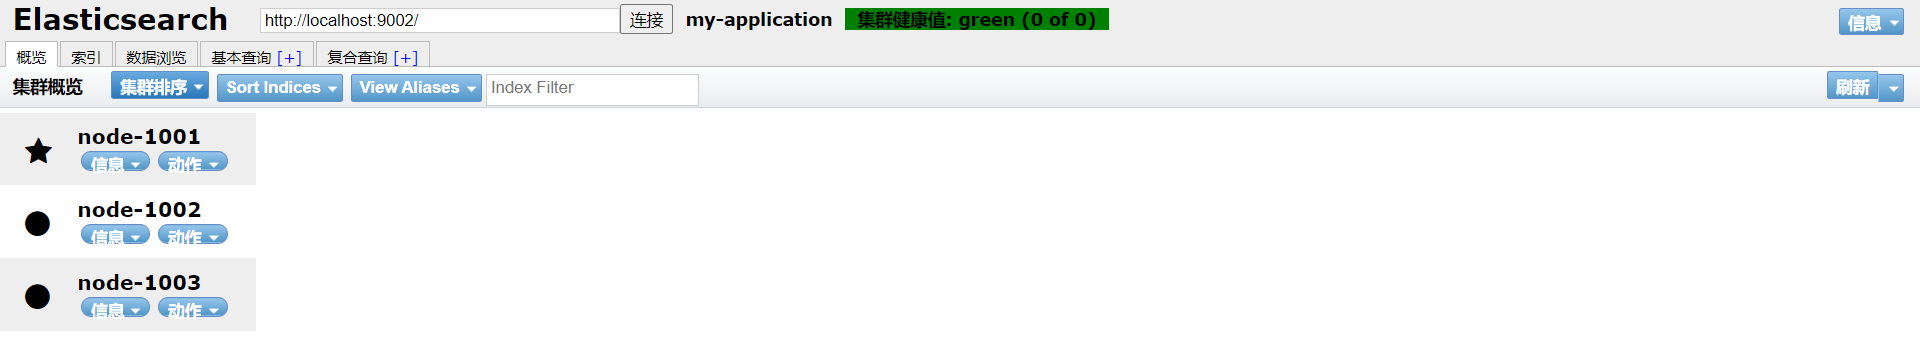 Elasticsearch http://localhost:9002/ 连接 my-application 集群健康值: green (0 of 0) 信息
概览 索引 数据浏览 基本查询 [+] 复合查询 [+]
集群概览 集群排序 Sort Indices View Aliases Index Filter 刷新
node-1001
信息 动作
node-1002
信息 动作
node-1003
信息 动作